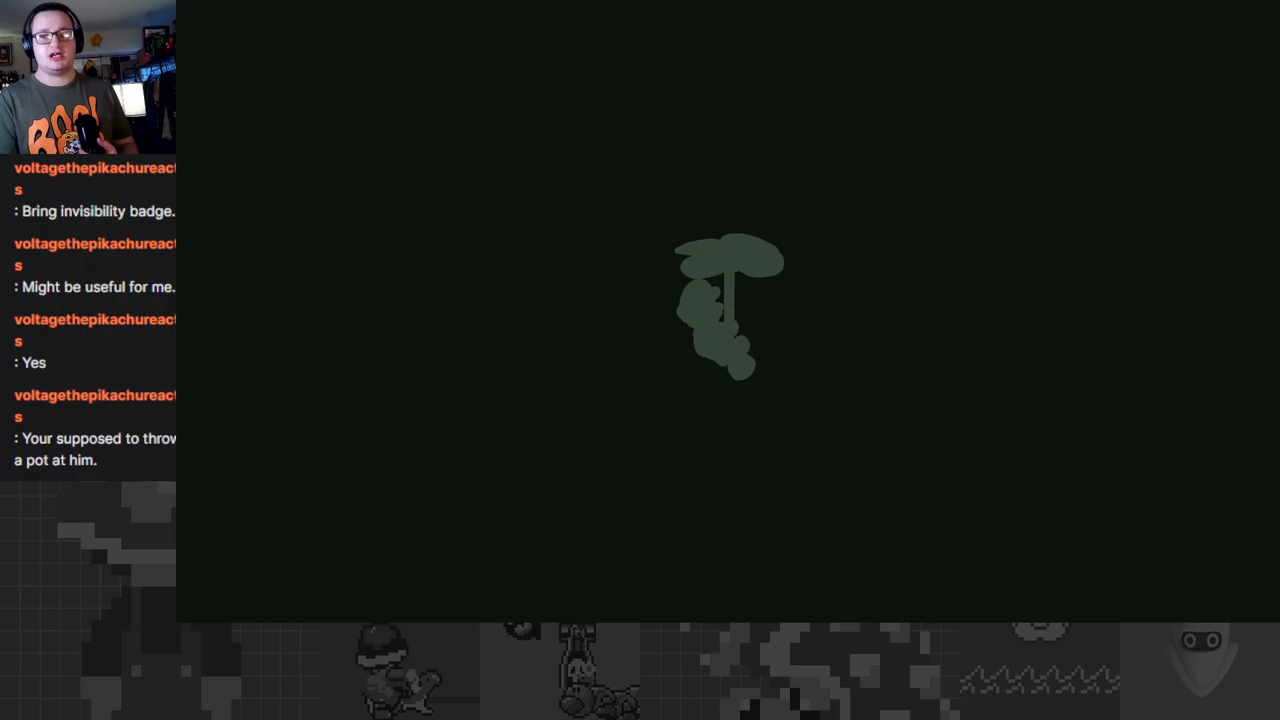 BOO!
voltagethepikachureact
s
: Bring invisibility badge.
voltagethepikachureact
s
: Might be useful for me.
voltagethepikachureact
s
: Yes
voltagethepikachureact
s
: Your supposed to throw
a pot at him.